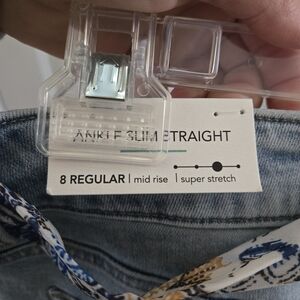 ANKLE SLIM STRAIGHT
8 REGULAR | mid rise | super stretch